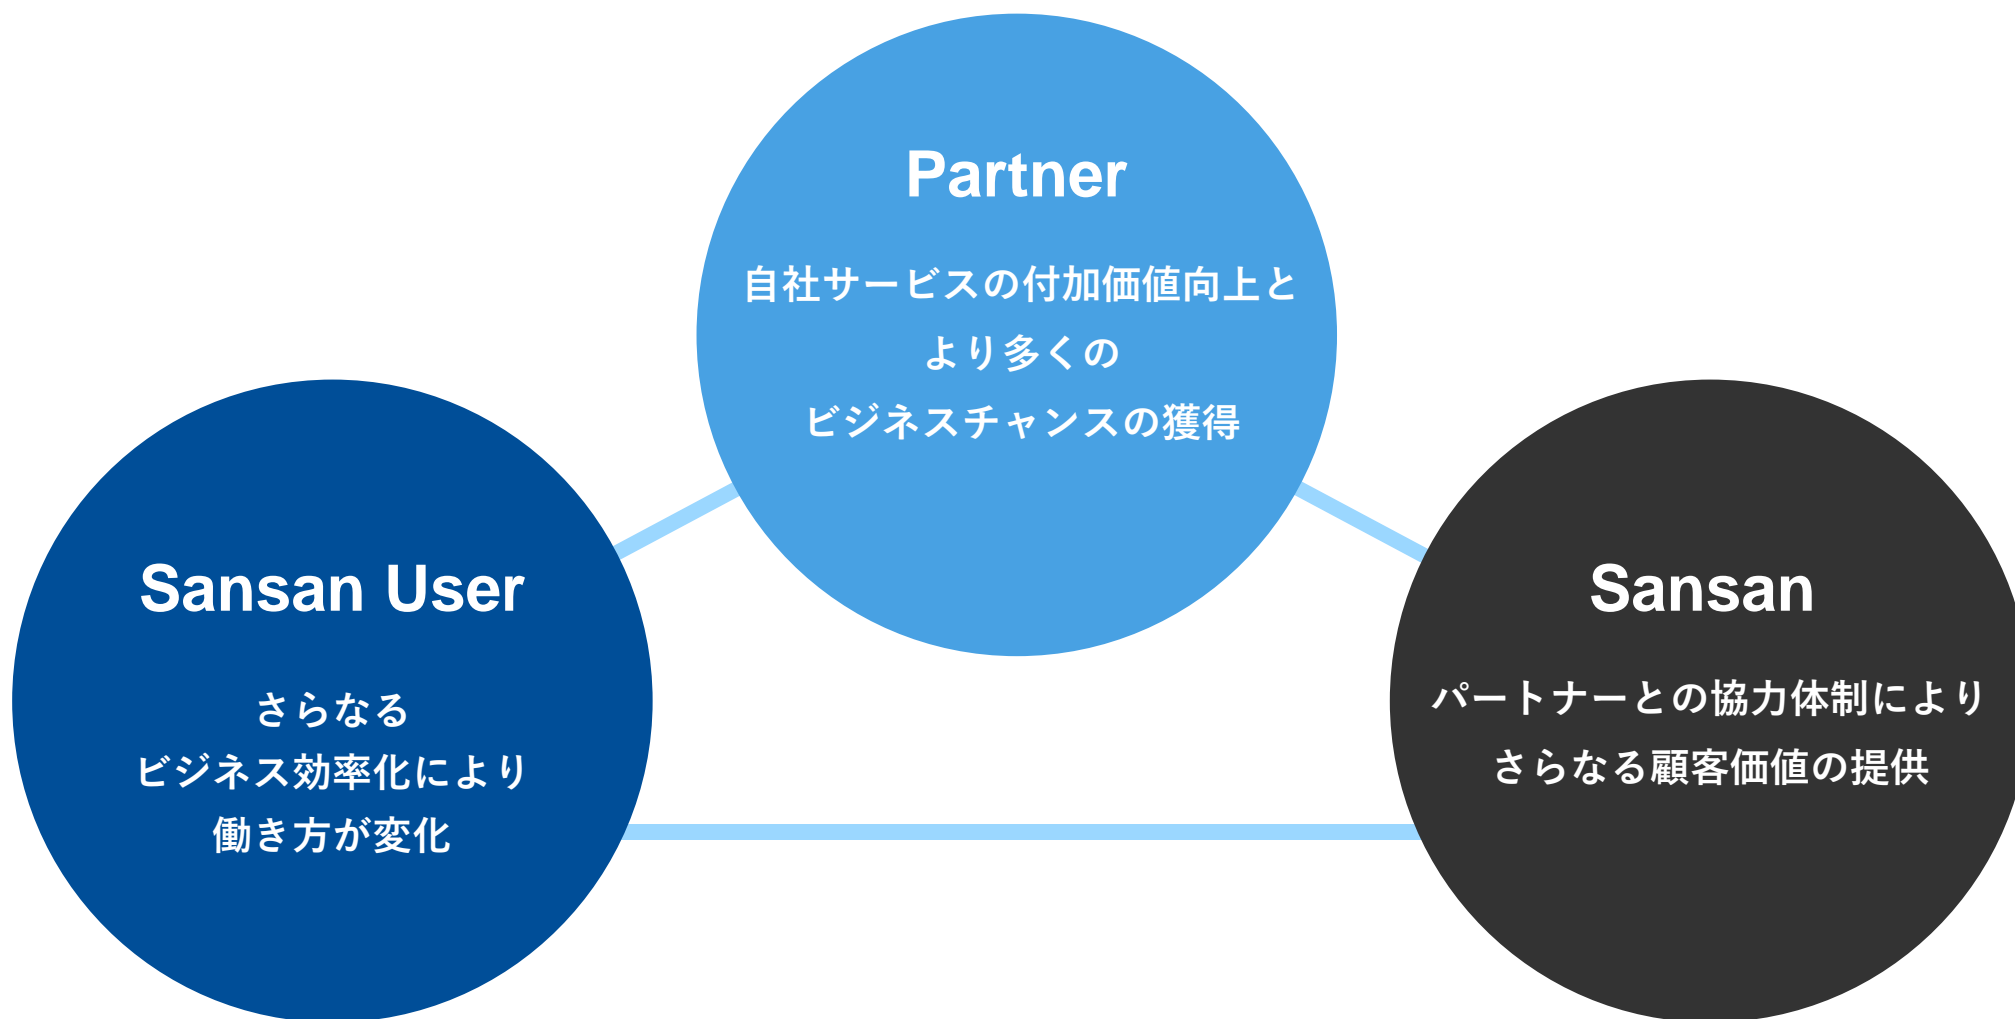 Partner
自社サービスの付加価値向上と
より多くの
ビジネスチャンスの獲得
Sansan User
さらなる
ビジネス効率化により
働き方が変化
Sansan
パートナーとの協力体制により
さらなる顧客価値の提供